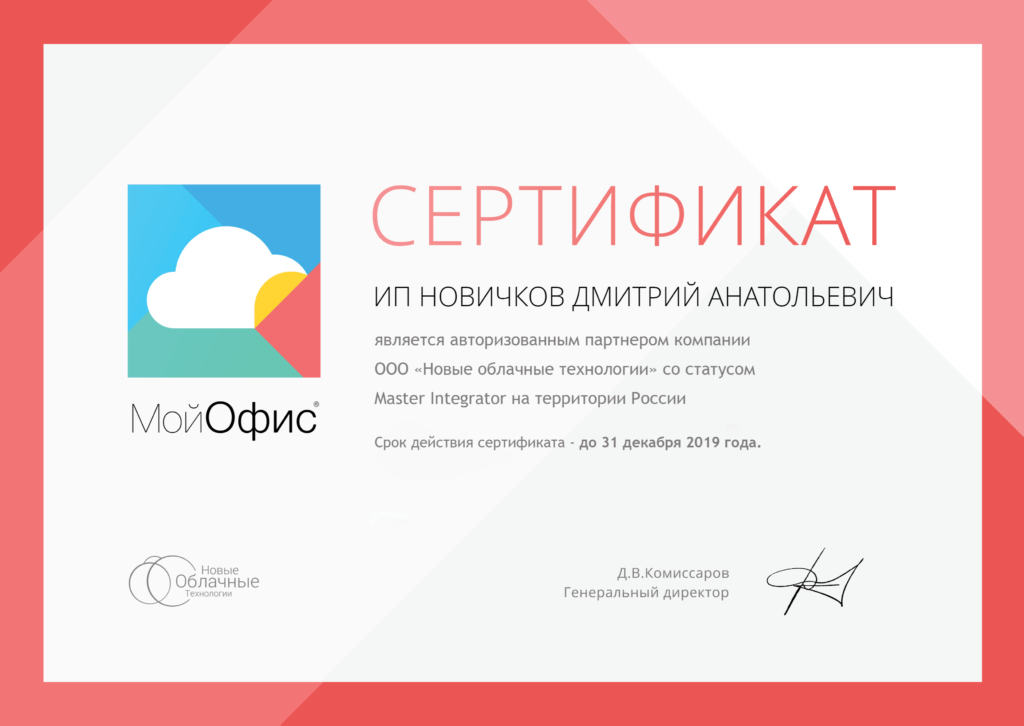 СЕРТИФИКАТ
ИП НОВИЧКОВ ДМИТРИЙ АНАТОЛЬЕВИЧ
является авторизованным партнером компании
ООО «Новые облачные технологии» со статусом
Master Integrator на территории России
Срок действия сертификата - до 31 декабря 2019 года.
МойОфис®
Новые
Облачные
Технологии
Д.В.Комиссаров
Генеральный директор